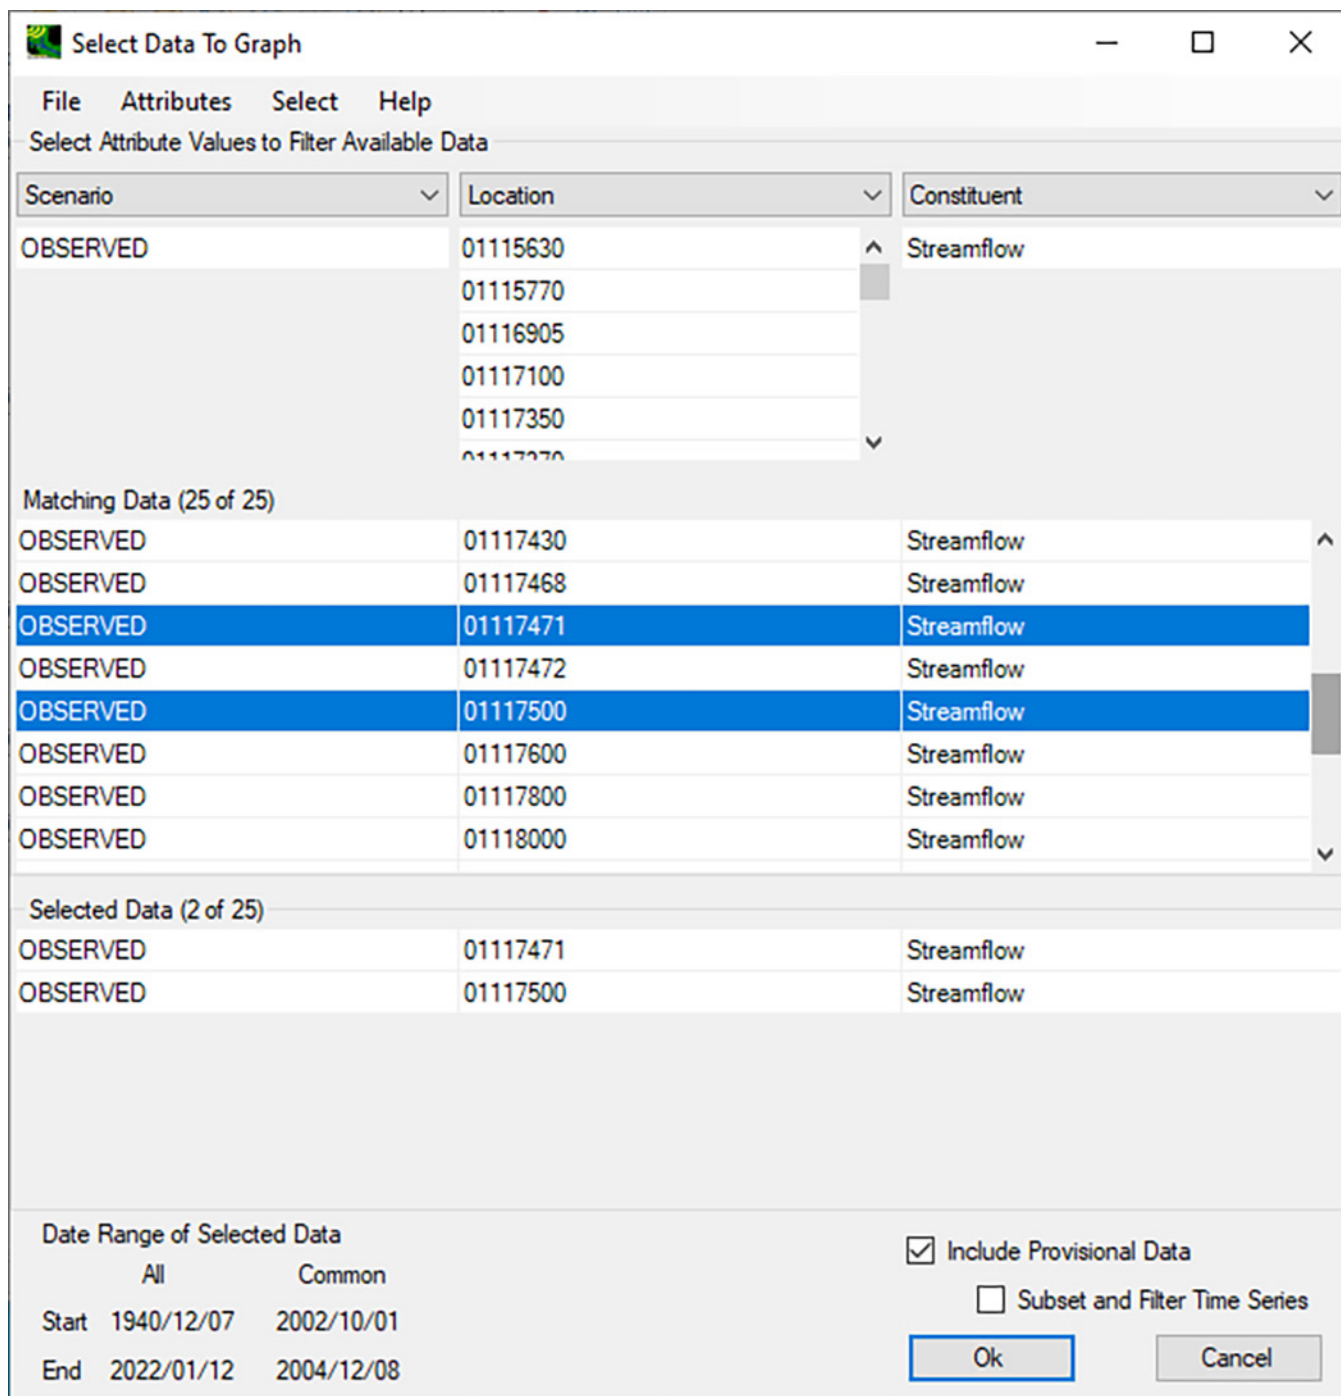 Select Data To Graph
File Attributes Select Help
Select Attribute Values to Filter Available Data
Scenario Location Constituent
OBSERVED 01115630 Streamflow
01115770
01116905
01117100
01117350
Matching Data (25 of 25)
OBSERVED 01117430 Streamflow
OBSERVED 01117468 Streamflow
OBSERVED 01117471 Streamflow
OBSERVED 01117472 Streamflow
OBSERVED 01117500 Streamflow
OBSERVED 01117600 Streamflow
OBSERVED 01117800 Streamflow
OBSERVED 01118000 Streamflow
Selected Data (2 of 25)
OBSERVED 01117471 Streamflow
OBSERVED 01117500 Streamflow
Date Range of Selected Data
All Common
Start 1940/12/07 2002/10/01
End 2022/01/12 2004/12/08
Include Provisional Data
Subset and Filter Time Series
Ok Cancel